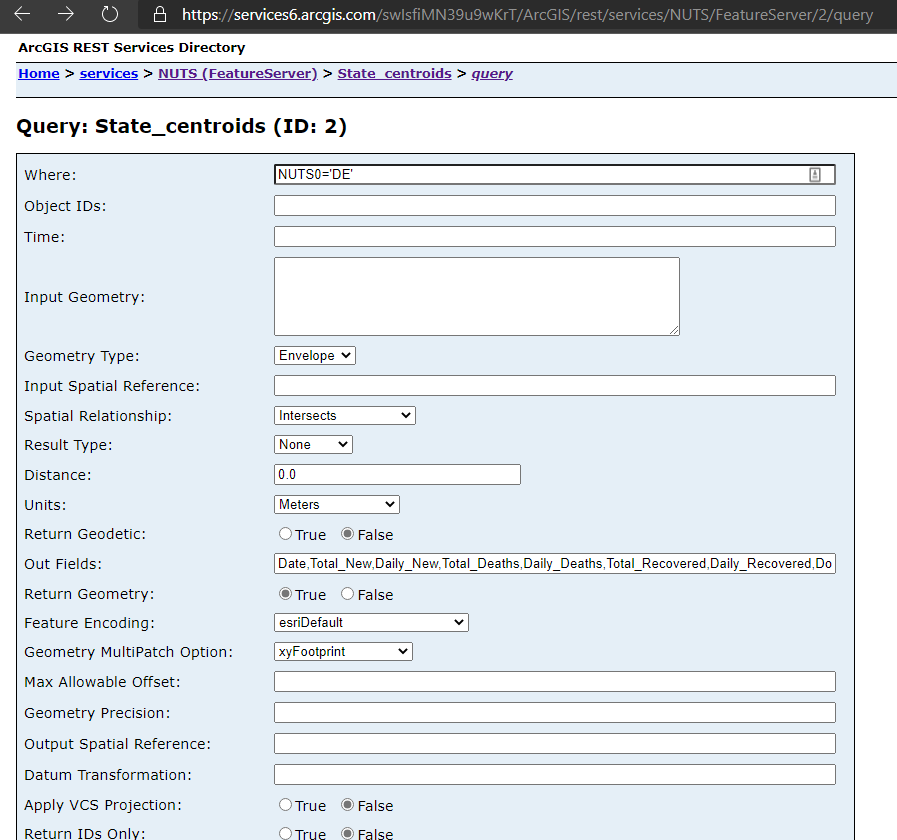 https://services6.arcgis.com/swIsfiMN39u9wKrT/ArcGIS/rest/services/NUTS/FeatureServer/2/query
ArcGIS REST Services Directory
Home > services > NUTS (FeatureServer) > State_centroids > query
Query: State_centroids (ID: 2)
Where: NUTS0='DE'
Object IDs:
Time:
Input Geometry:
Geometry Type: Envelope
Input Spatial Reference:
Spatial Relationship: Intersects
Result Type: None
Distance: 0.0
Units: Meters
Return Geodetic: True False
Out Fields: Date,Total_New,Daily_New,Total_Deaths,Daily_Deaths,Total_Recovered,Daily_Recovered,Do
Return Geometry: True False
Feature Encoding: esriDefault
Geometry MultiPatch Option: xyFootprint
Max Allowable Offset:
Geometry Precision:
Output Spatial Reference:
Datum Transformation:
Apply VCS Projection: True False
Return IDs Only: True False